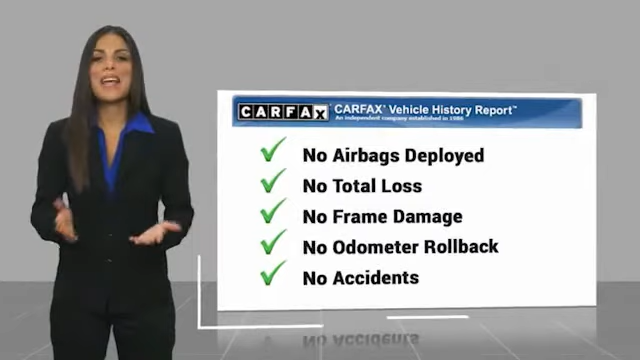 CARFAX CARFAX® Vehicle History Report™
An independent company established in 1986
No Airbags Deployed
No Total Loss
No Frame Damage
No Odometer Rollback
No Accidents